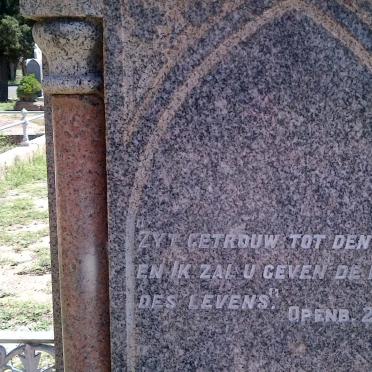 ZYT GETROUW TOT DEN
EN IK ZAL U GEVEN DE
DES LEVENS." OPENB. 2